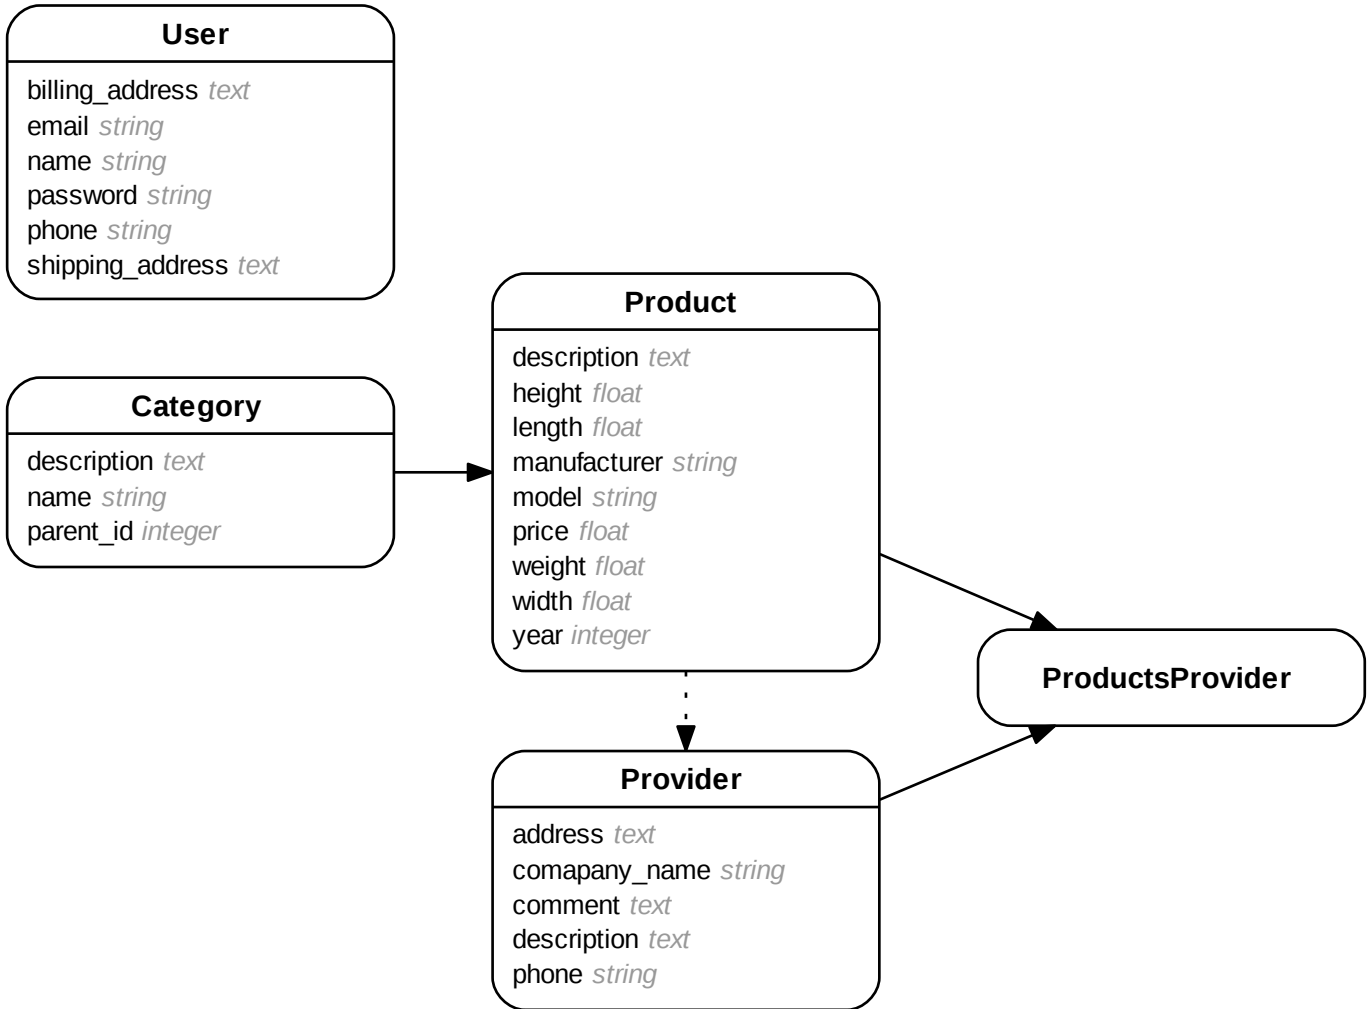 User
billing_address text
email string
name string
password string
phone string
shipping_address text
Category
description text
name string
parent_id integer
Product
description text
height float
length float
manufacturer string
model string
price float
weight float
width float
year integer
Provider
address text
comapany_name string
comment text
description text
phone string
ProductsProvider